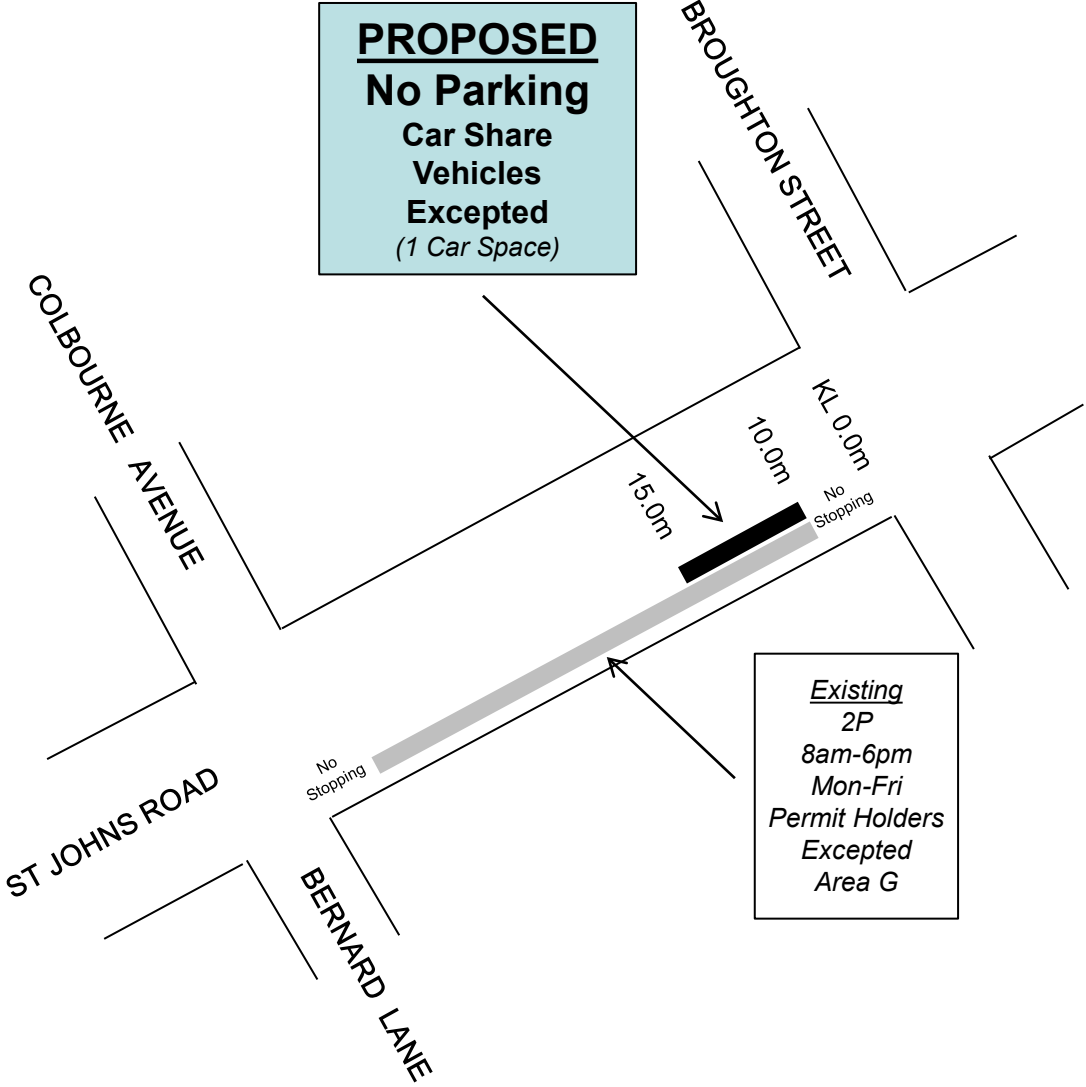 PROPOSED
No Parking
Car Share
Vehicles
Excepted
(1 Car Space)
BROUGHTON STREET
COLBOURNE AVENUE
KL 0.0m
10.0m
15.0m
No
Stopping
No
Stopping
ST JOHNS ROAD
BERNARD LANE
Existing
2P
8am-6pm
Mon-Fri
Permit Holders
Excepted
Area G